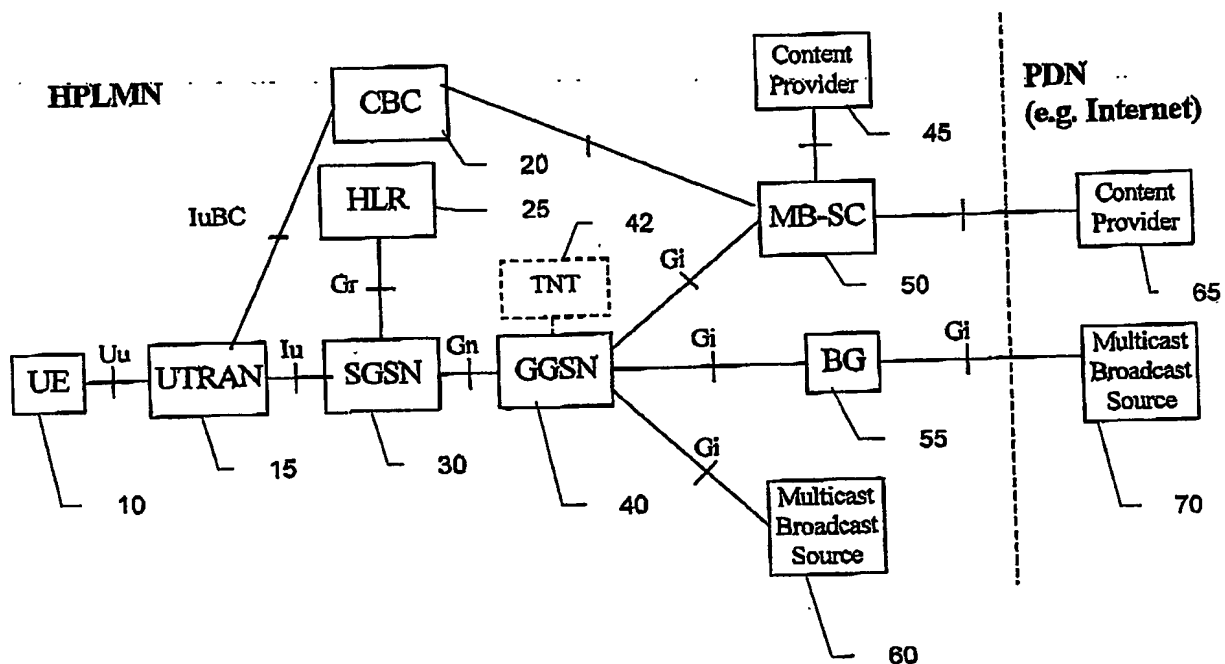 HPLMN
CBC
20
Content
Provider
45
PDN
(e.g. Internet)
HLR
25
IuBC
42
MB-SC
50
Content
Provider
65
Gr
TNT
Gi
UE
10
Uu
UTRAN
15
Iu
SGSN
30
Gn
GGSN
40
Gi
BG
55
Gi
Multicast
Broadcast
Source
70
Gi
Multicast
Broadcast
Source
60